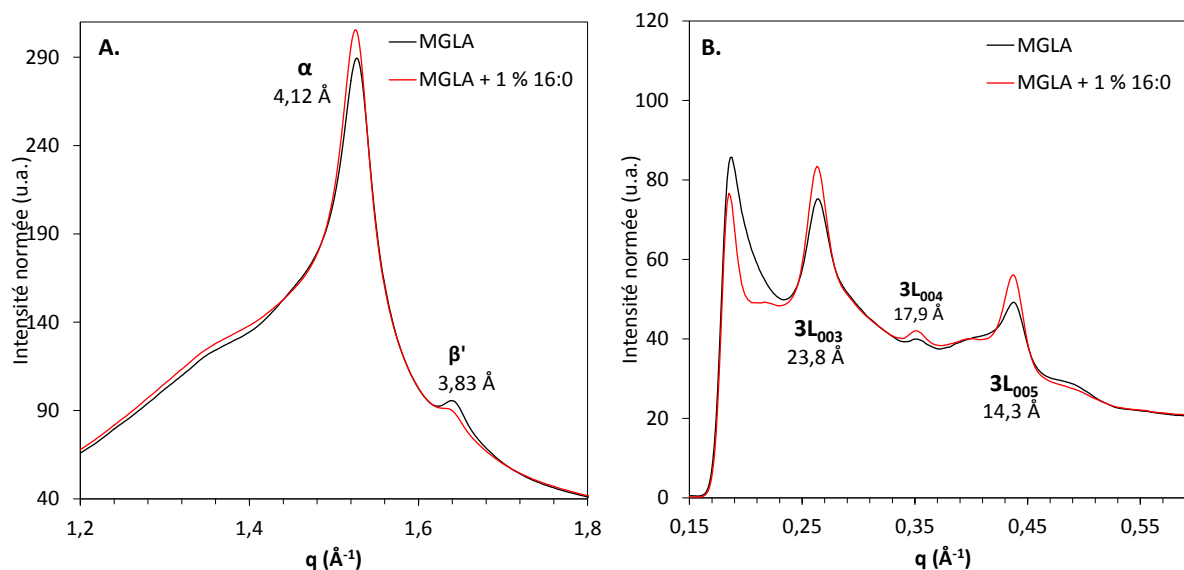 A.
MGLA
MGLA + 1 % 16:0
α
4,12 Å
β'
3,83 Å
Intensité normée (u.a.)
290
240
190
140
90
40
1,2
1,4
1,6
1,8
q (Å-1)
B.
MGLA
MGLA + 1 % 16:0
3L004
17,9 Å
3L003
23,8 Å
3L005
14,3 Å
Intensité normée (u.a.)
120
100
80
60
40
20
0
0,15
0,25
0,35
0,45
0,55
q (Å-1)